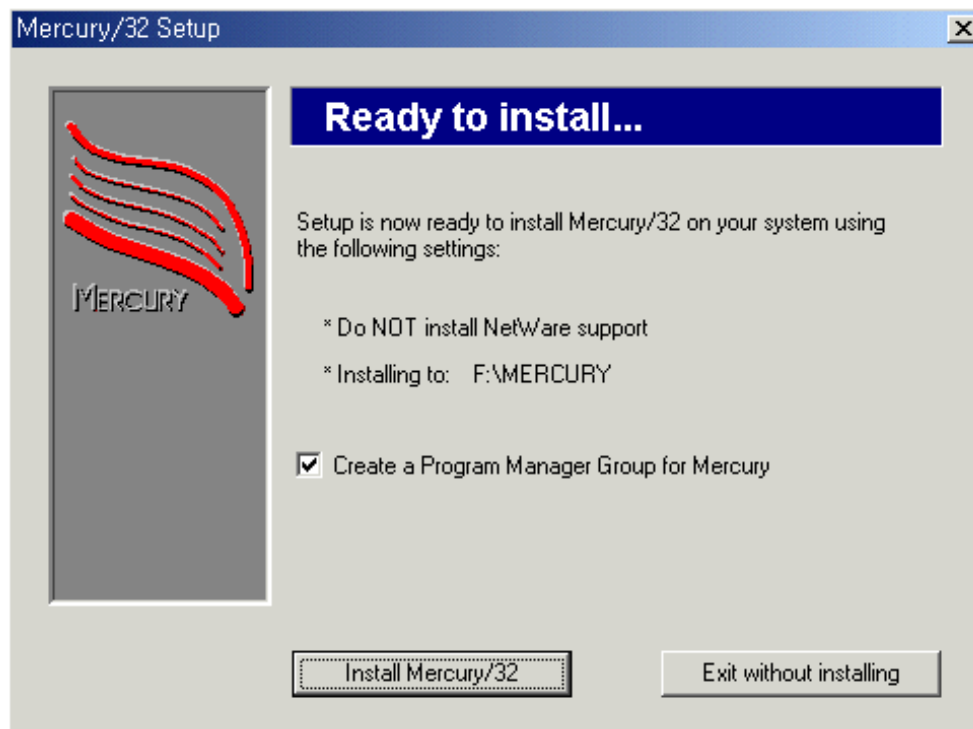 Mercury/32 Setup
Ready to install...
MERCURY
Setup is now ready to install Mercury/32 on your system using
the following settings:
* Do NOT install NetWare support
* Installing to: F:\MERCURY
Create a Program Manager Group for Mercury
Install Mercury/32
Exit without installing